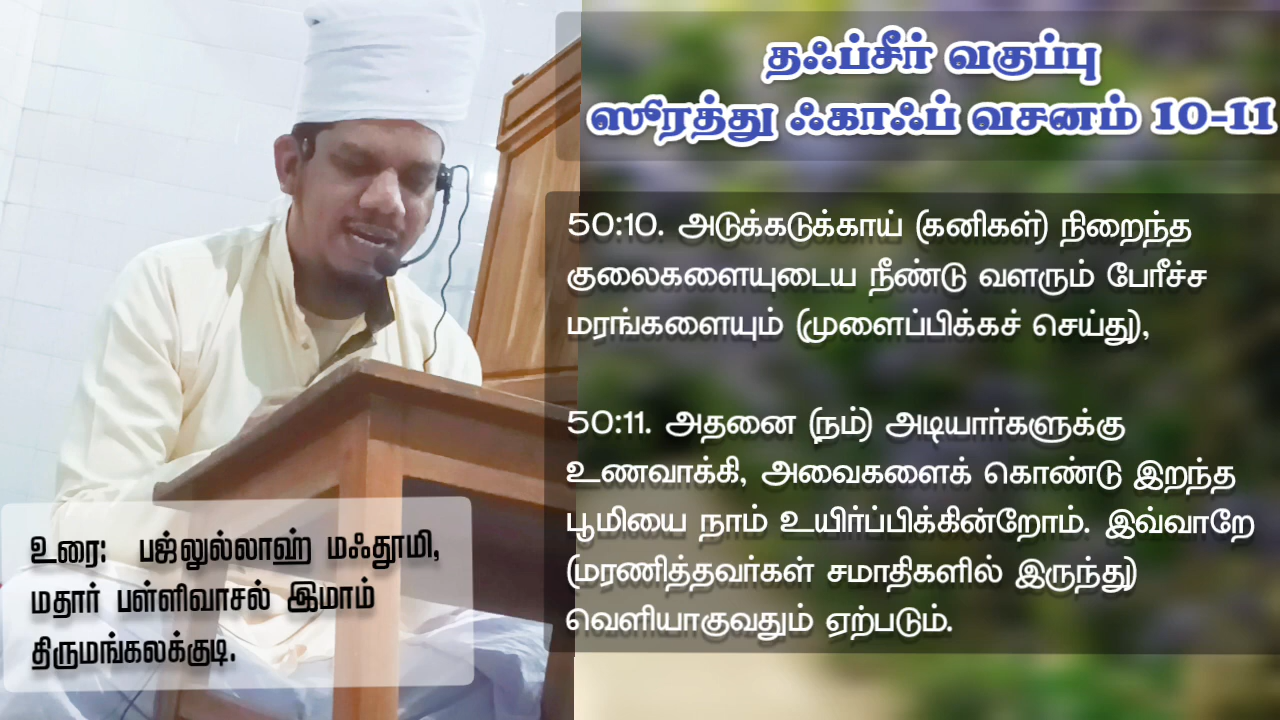 தஃப்சீர் வகுப்பு
ஸூரத்து ஃகாஃப் வசனம் 10-11
50:10. அடுக்கடுக்காய் (கனிகள்) நிறைந்த
குலைகளையுடைய நீண்டு வளரும் பேரீச்ச
மரங்களையும் (முளைப்பிக்கச் செய்து),
50:11. அதனை (நம்) அடியார்களுக்கு
உணவாக்கி, அவைகளைக் கொண்டு இறந்த
பூமியை நாம் உயிர்ப்பிக்கின்றோம். இவ்வாறே
(மரணித்தவர்கள் சமாதிகளில் இருந்து)
வெளியாகுவதும் ஏற்படும்.
உரை: பஜ்லுல்லாஹ் மஃதூமி,
மதார் பள்ளிவாசல் இமாம்
திருமங்கலக்குடி.